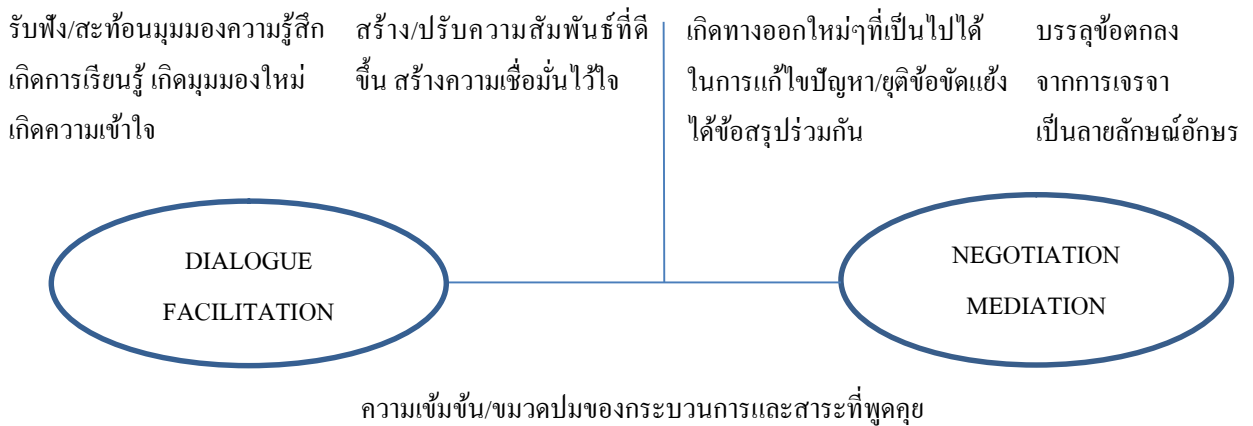 รับฟัง/สะท้อนมุมมองความรู้สึก
เกิดการเรียนรู้ เกิดมุมมองใหม่
เกิดความเข้าใจ
สร้าง/ปรับความสัมพันธ์ที่ดี
ขึ้น สร้างความเชื่อมั่นไว้ใจ
เกิดทางออกใหม่ๆที่เป็นไปได้
ในการแก้ไขปัญหา/ยุติข้อขัดแย้ง
ได้ข้อสรุปร่วมกัน
บรรลุข้อตกลง
จากการเจรจา
เป็นลายลักษณ์อักษร
DIALOGUE
FACILITATION
NEGOTIATION
MEDIATION
ความเข้มข้น/ขมวดปมของกระบวนการและสาระที่พูดคุย